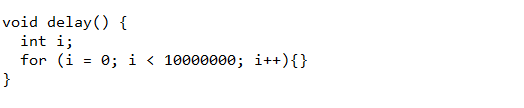 void delay() {
  int i;
  for (i = 0; i < 10000000; i++){}
}